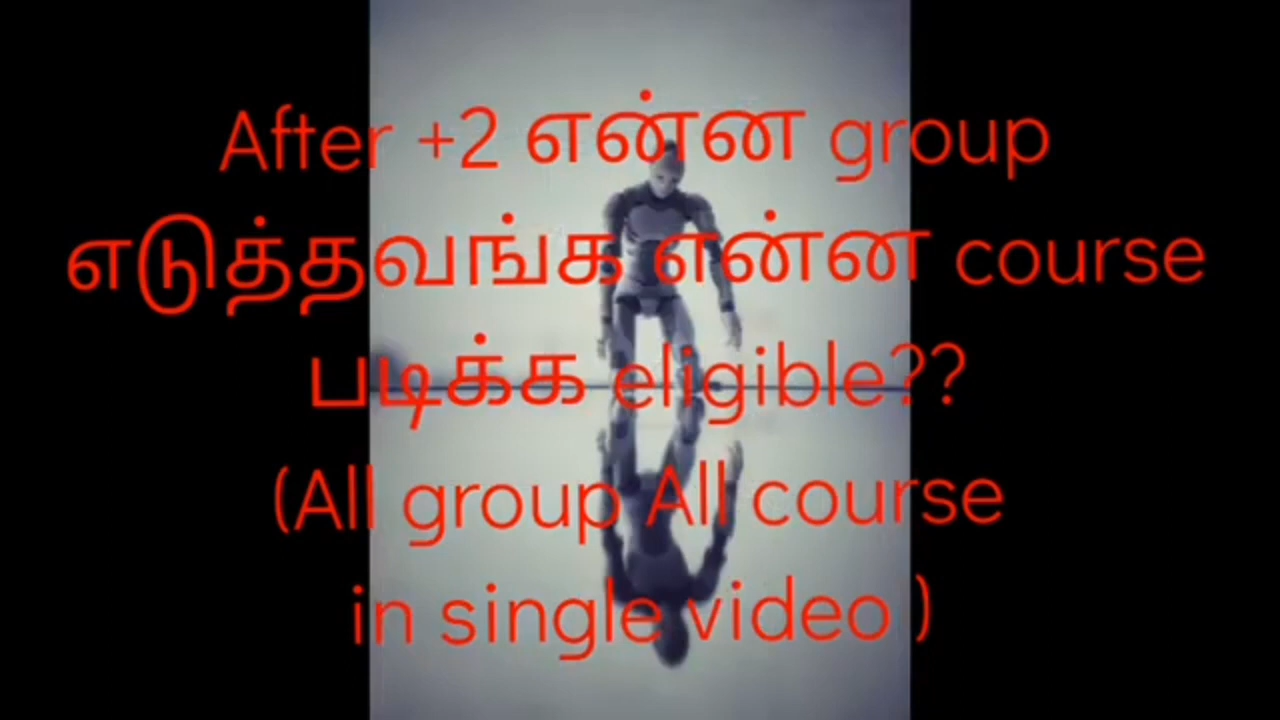 After +2 என்ன group
எடுத்தவங்க என்ன course
படிக்க eligible??
(All group All course
in single video )